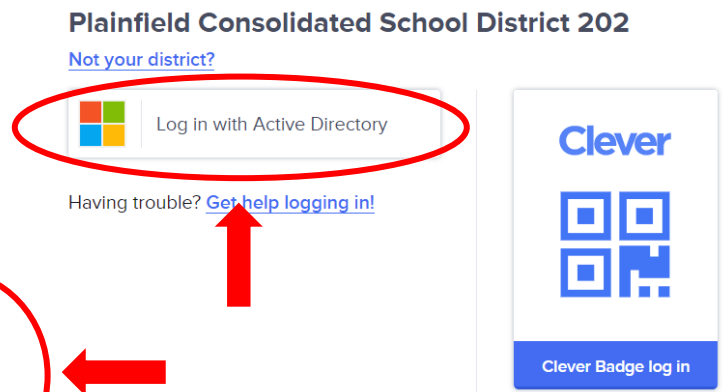 Plainfield Consolidated School District 202
Not your district?
Log in with Active Directory
Having trouble? Get help logging in!
Clever
Clever Badge log in